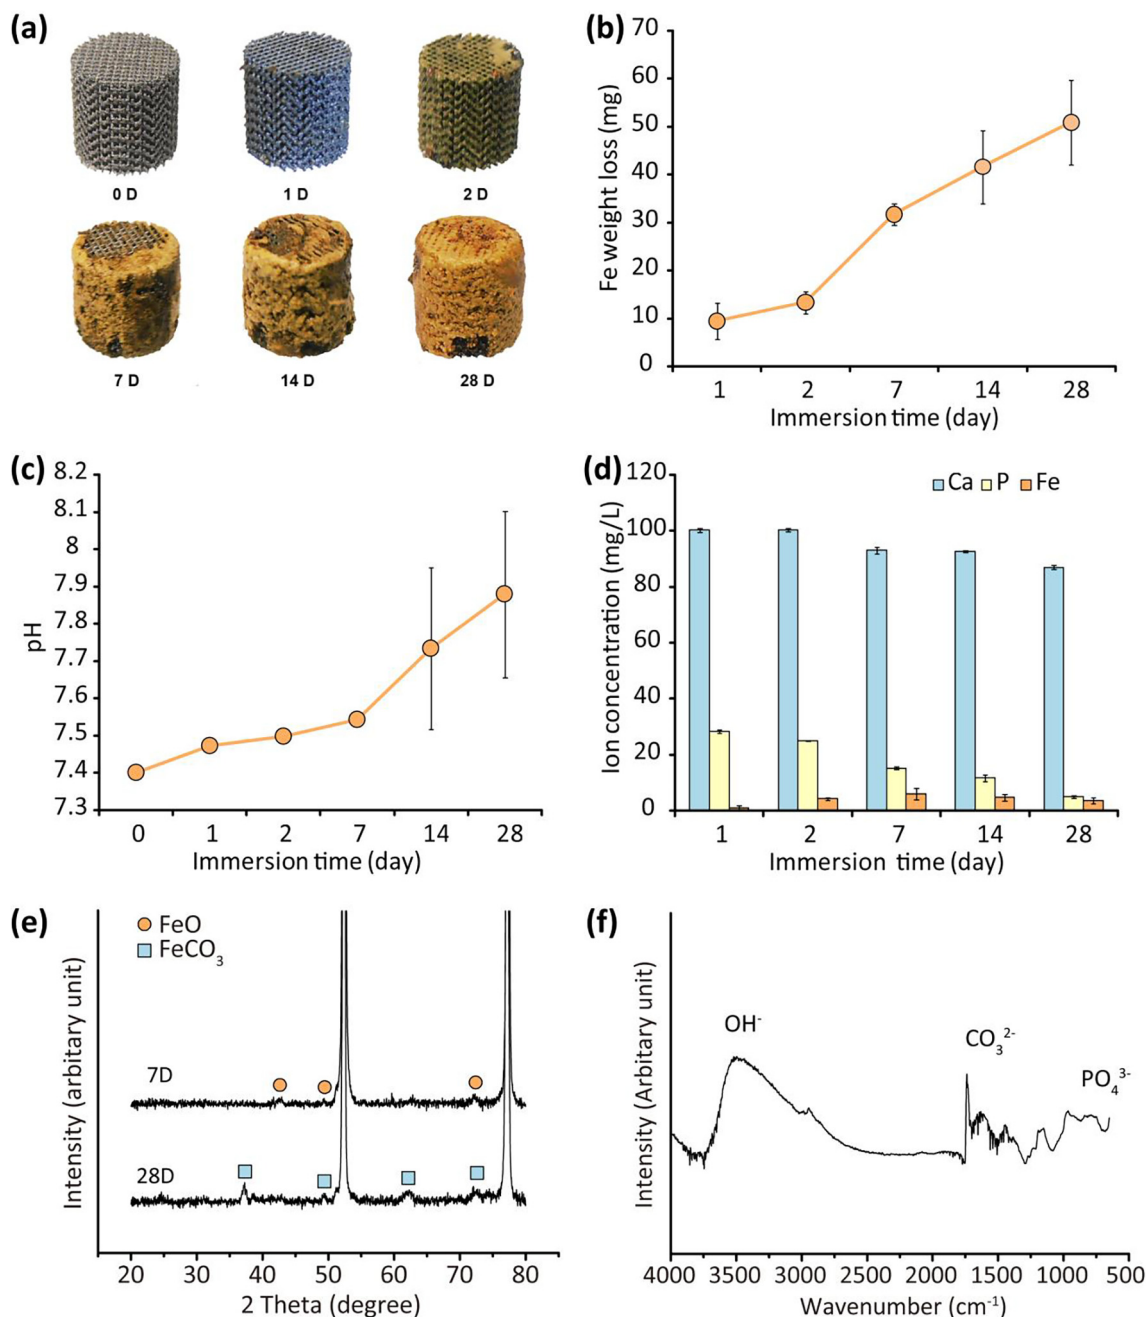 (a)
0 D
1 D
2 D
7 D
14 D
28 D
(b)
Fe weight loss (mg)
70
60
50
40
30
20
10
0
1 2 7 14 28
Immersion time (day)
(c)
pH
8.2
8.1
8
7.9
7.8
7.7
7.6
7.5
7.4
7.3
0 1 2 7 14 28
Immersion time (day)
(d)
Ion concentration (mg/L)
Ca P Fe
120
100
80
60
40
20
0
1 2 7 14 28
Immersion time (day)
(e)
Intensity (arbitary unit)
FeO
FeCO₃
7D
28D
20 30 40 50 60 70 80
2 Theta (degree)
(f)
Intensity (Arbitary unit)
OH⁻
CO₃²⁻
PO₄³⁻
4000 3500 3000 2500 2000 1500 1000 500
Wavenumber (cm⁻¹)